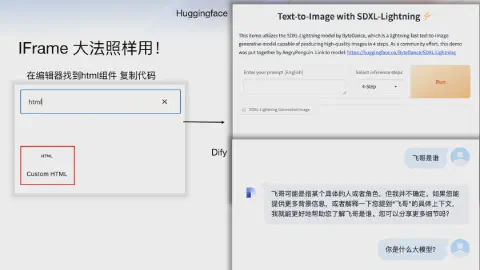 Huggingface
IFrame 大法照样用！
在编辑器找到html组件 复制代码
html
HTML
Custom HTML
Dify
Text-to-Image with SDXL-Lightning ⚡
This demo utilizes the SDXL-Lightning model by ByteDance, which is a lightning-fast text-to-image
generative model capable of producing high-quality images in 4 steps. As a community effort, this demo
was put together by AngryPenguin. Link to model: https://huggingface.co/ByteDance/SDXL-Lightning
Enter your prompt (English)
Select inference steps
4-Step
Run
SDXL-Lightning Generated Image
飞哥是谁
飞哥可能是指某个具体的人或者角色，但我并不确定。如果您能
提供更多背景信息，或者解释一下您提到“飞哥”的具体上下文，
我就能更好地帮助您了解飞哥是谁。您可以分享更多细节吗？
你是什么大模型？